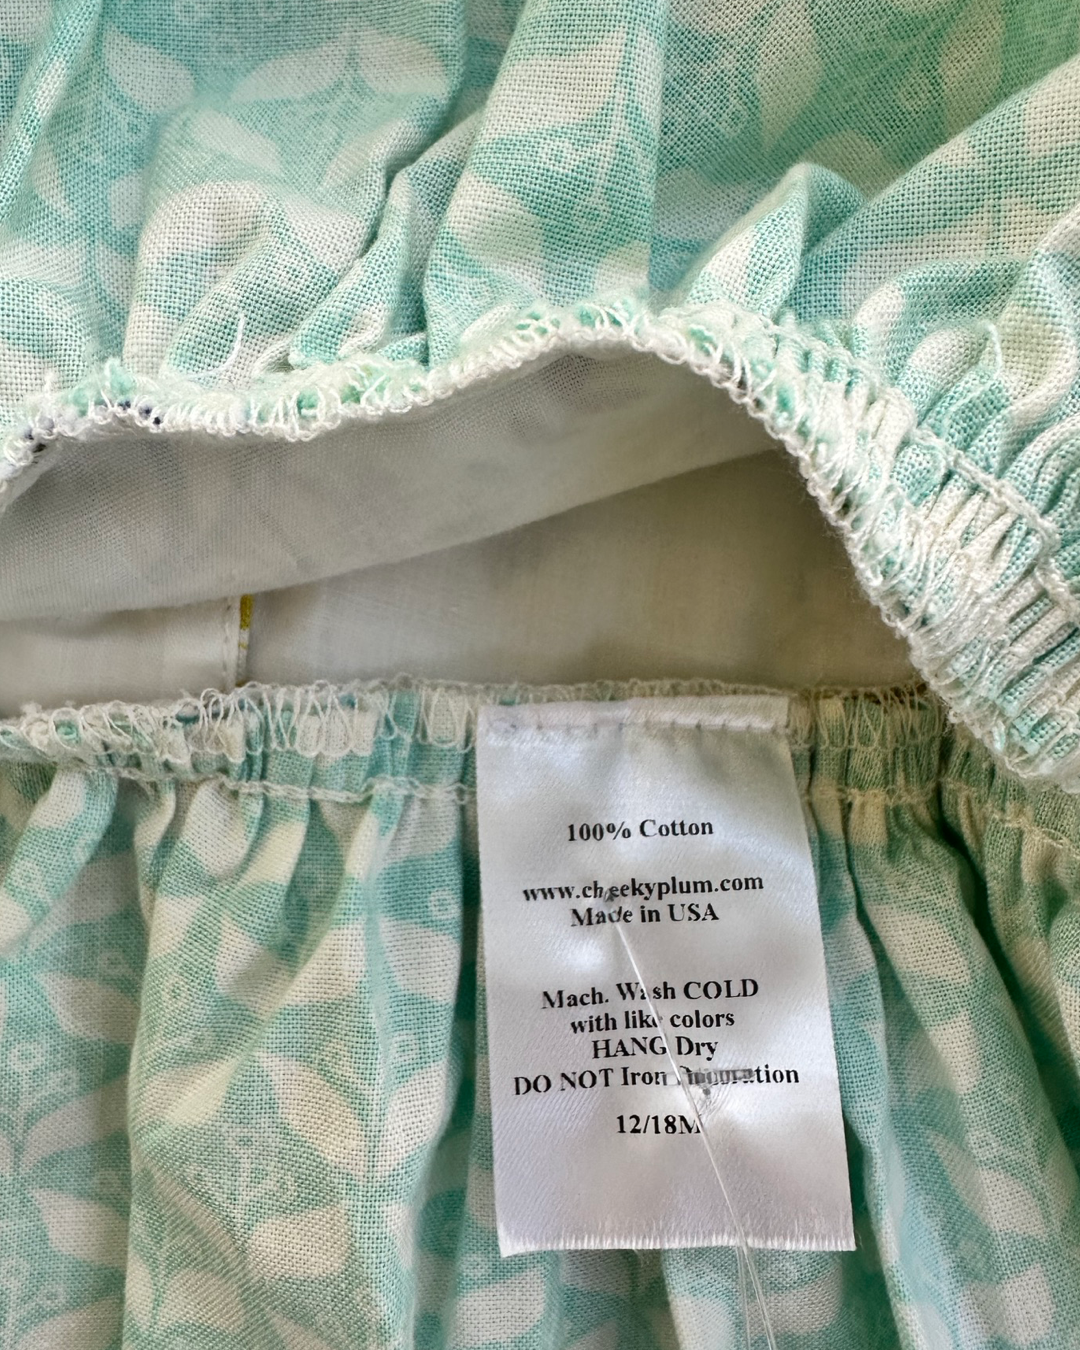 100% Cotton
www.cheekyplum.com
Made in USA
Mach. Wash COLD
with like colors
HANG Dry
DO NOT Iron
12/18M